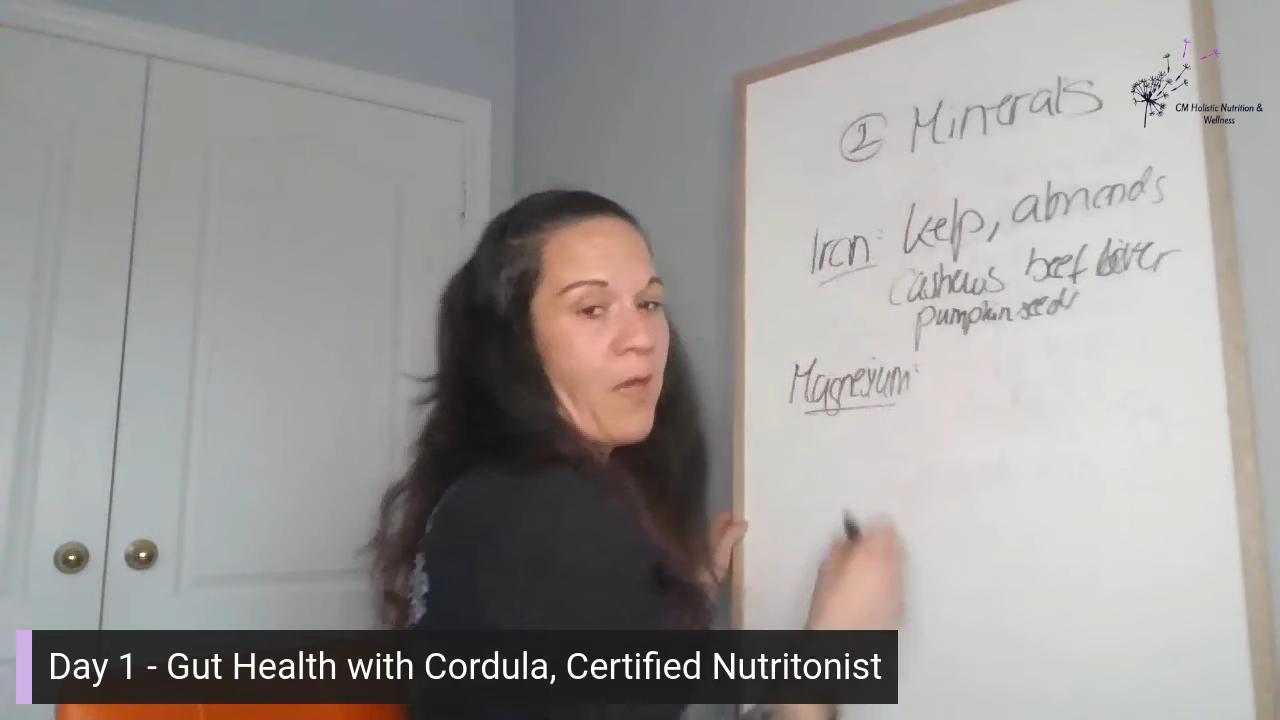 ② Minerals
Iron: kelp, almonds
Cashews beef liver
pumpkin seeds
Magnesium:
CM Holistic Nutrition &
Wellness
Day 1 - Gut Health with Cordula, Certified Nutritonist